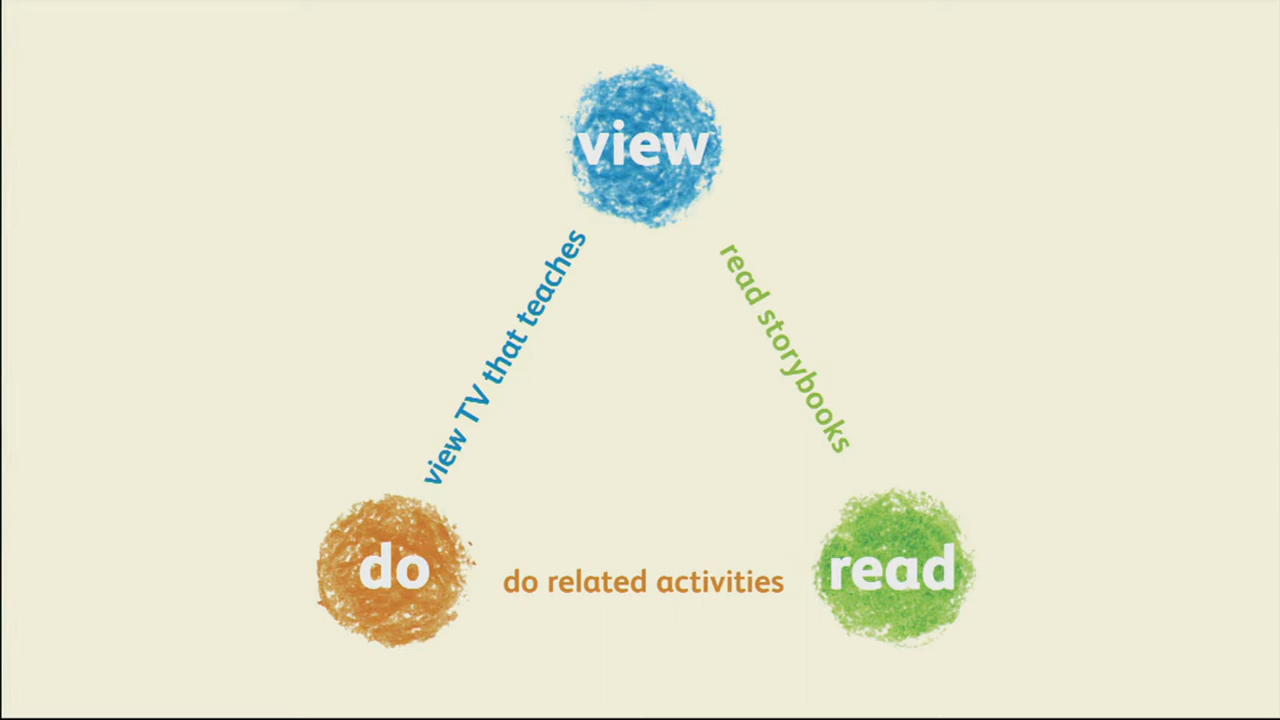 view
view TV that teaches
read storybooks
do
do related activities
read